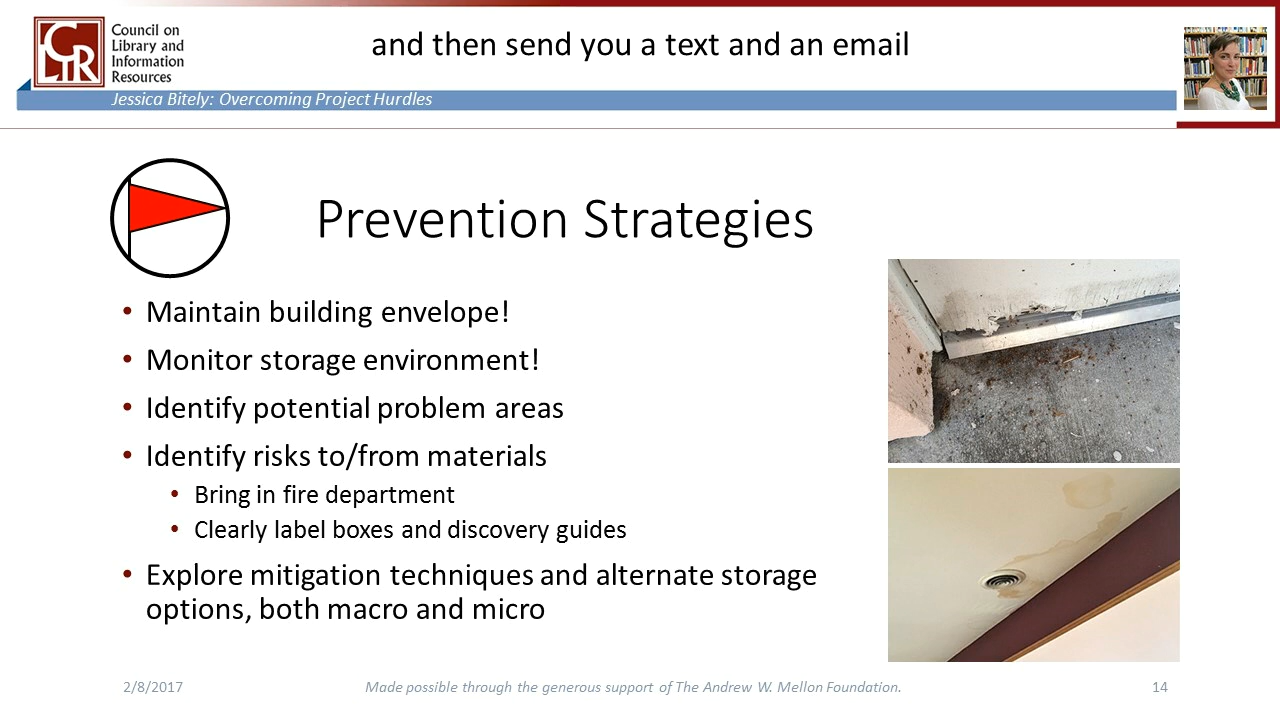 CLIR
Council on
Library and
Information
Resources
and then send you a text and an email
Jessica Bitely: Overcoming Project Hurdles
Prevention Strategies
• Maintain building envelope!
• Monitor storage environment!
• Identify potential problem areas
• Identify risks to/from materials
• Bring in fire department
• Clearly label boxes and discovery guides
• Explore mitigation techniques and alternate storage
options, both macro and micro
2/8/2017
Made possible through the generous support of The Andrew W. Mellon Foundation.
14